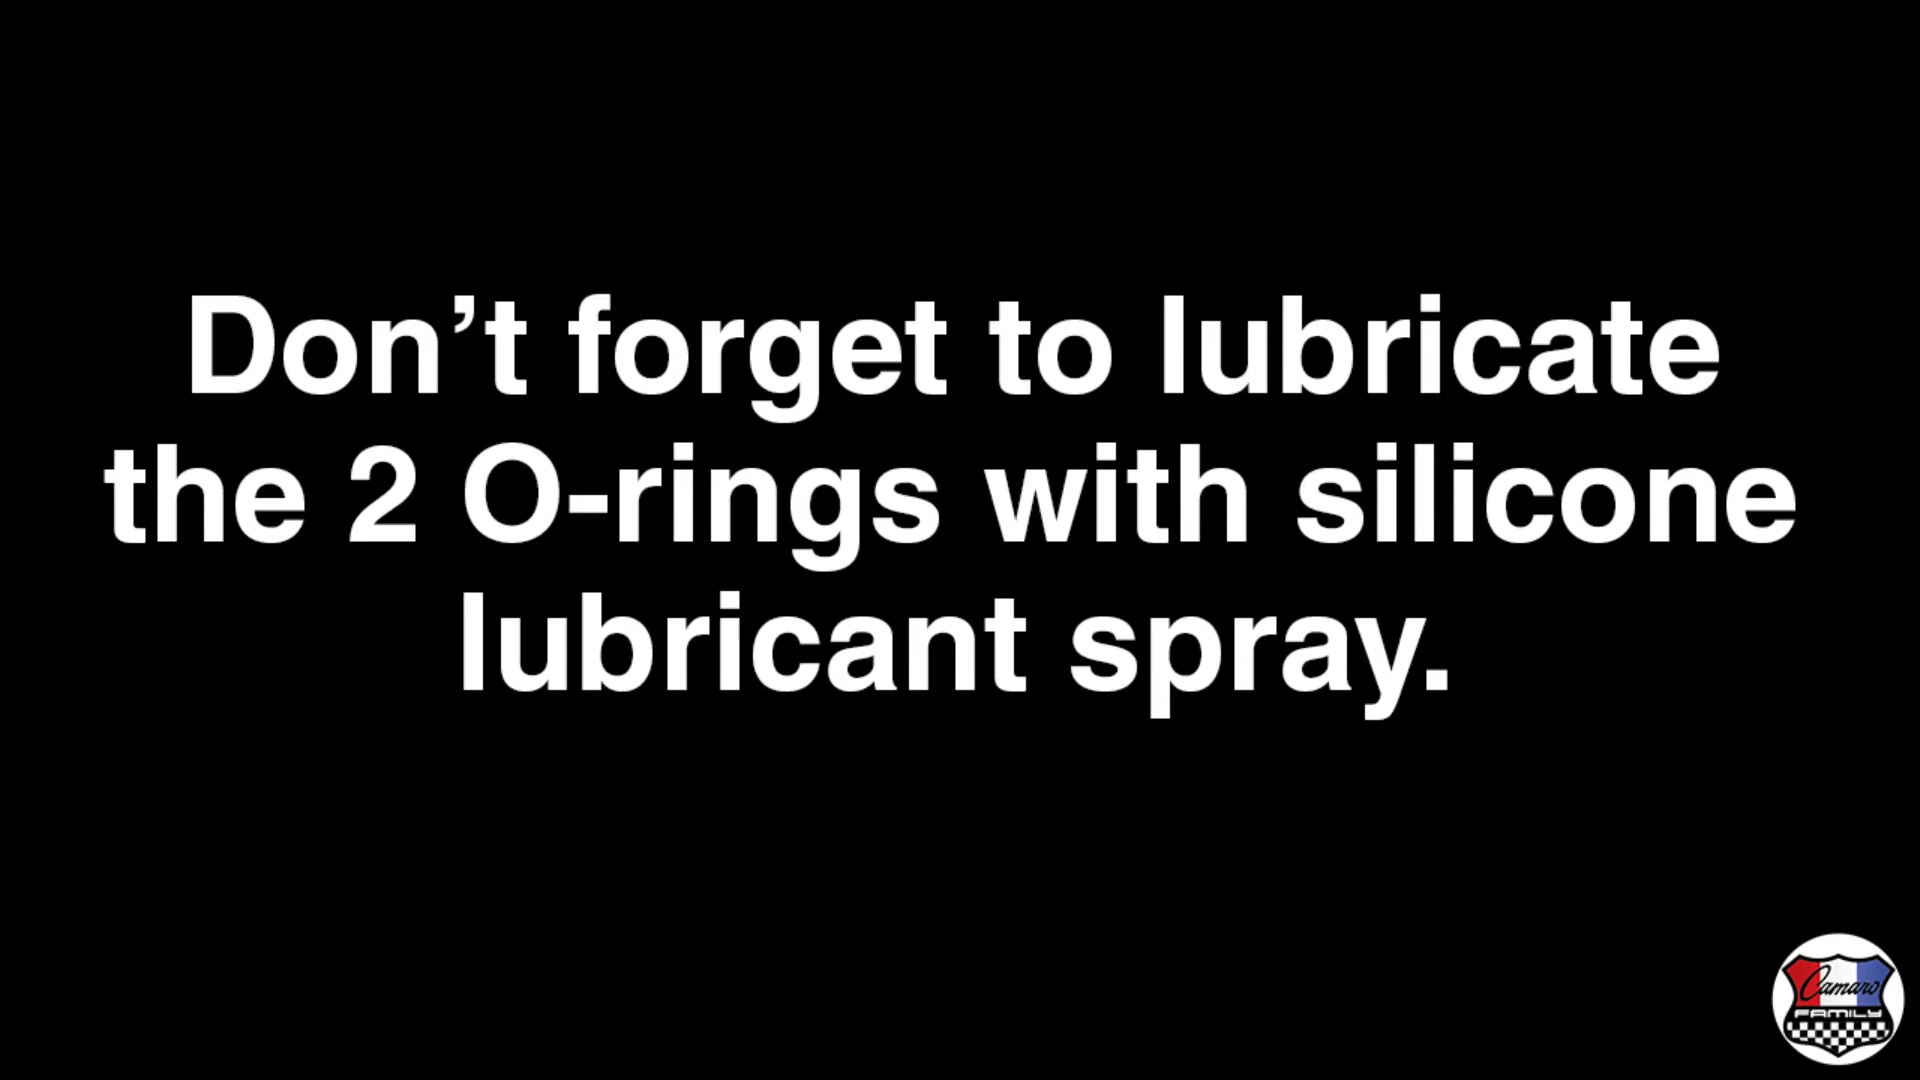 Don’t forget to lubricate
the 2 O-rings with silicone
lubricant spray.
Camaro
FAMILY